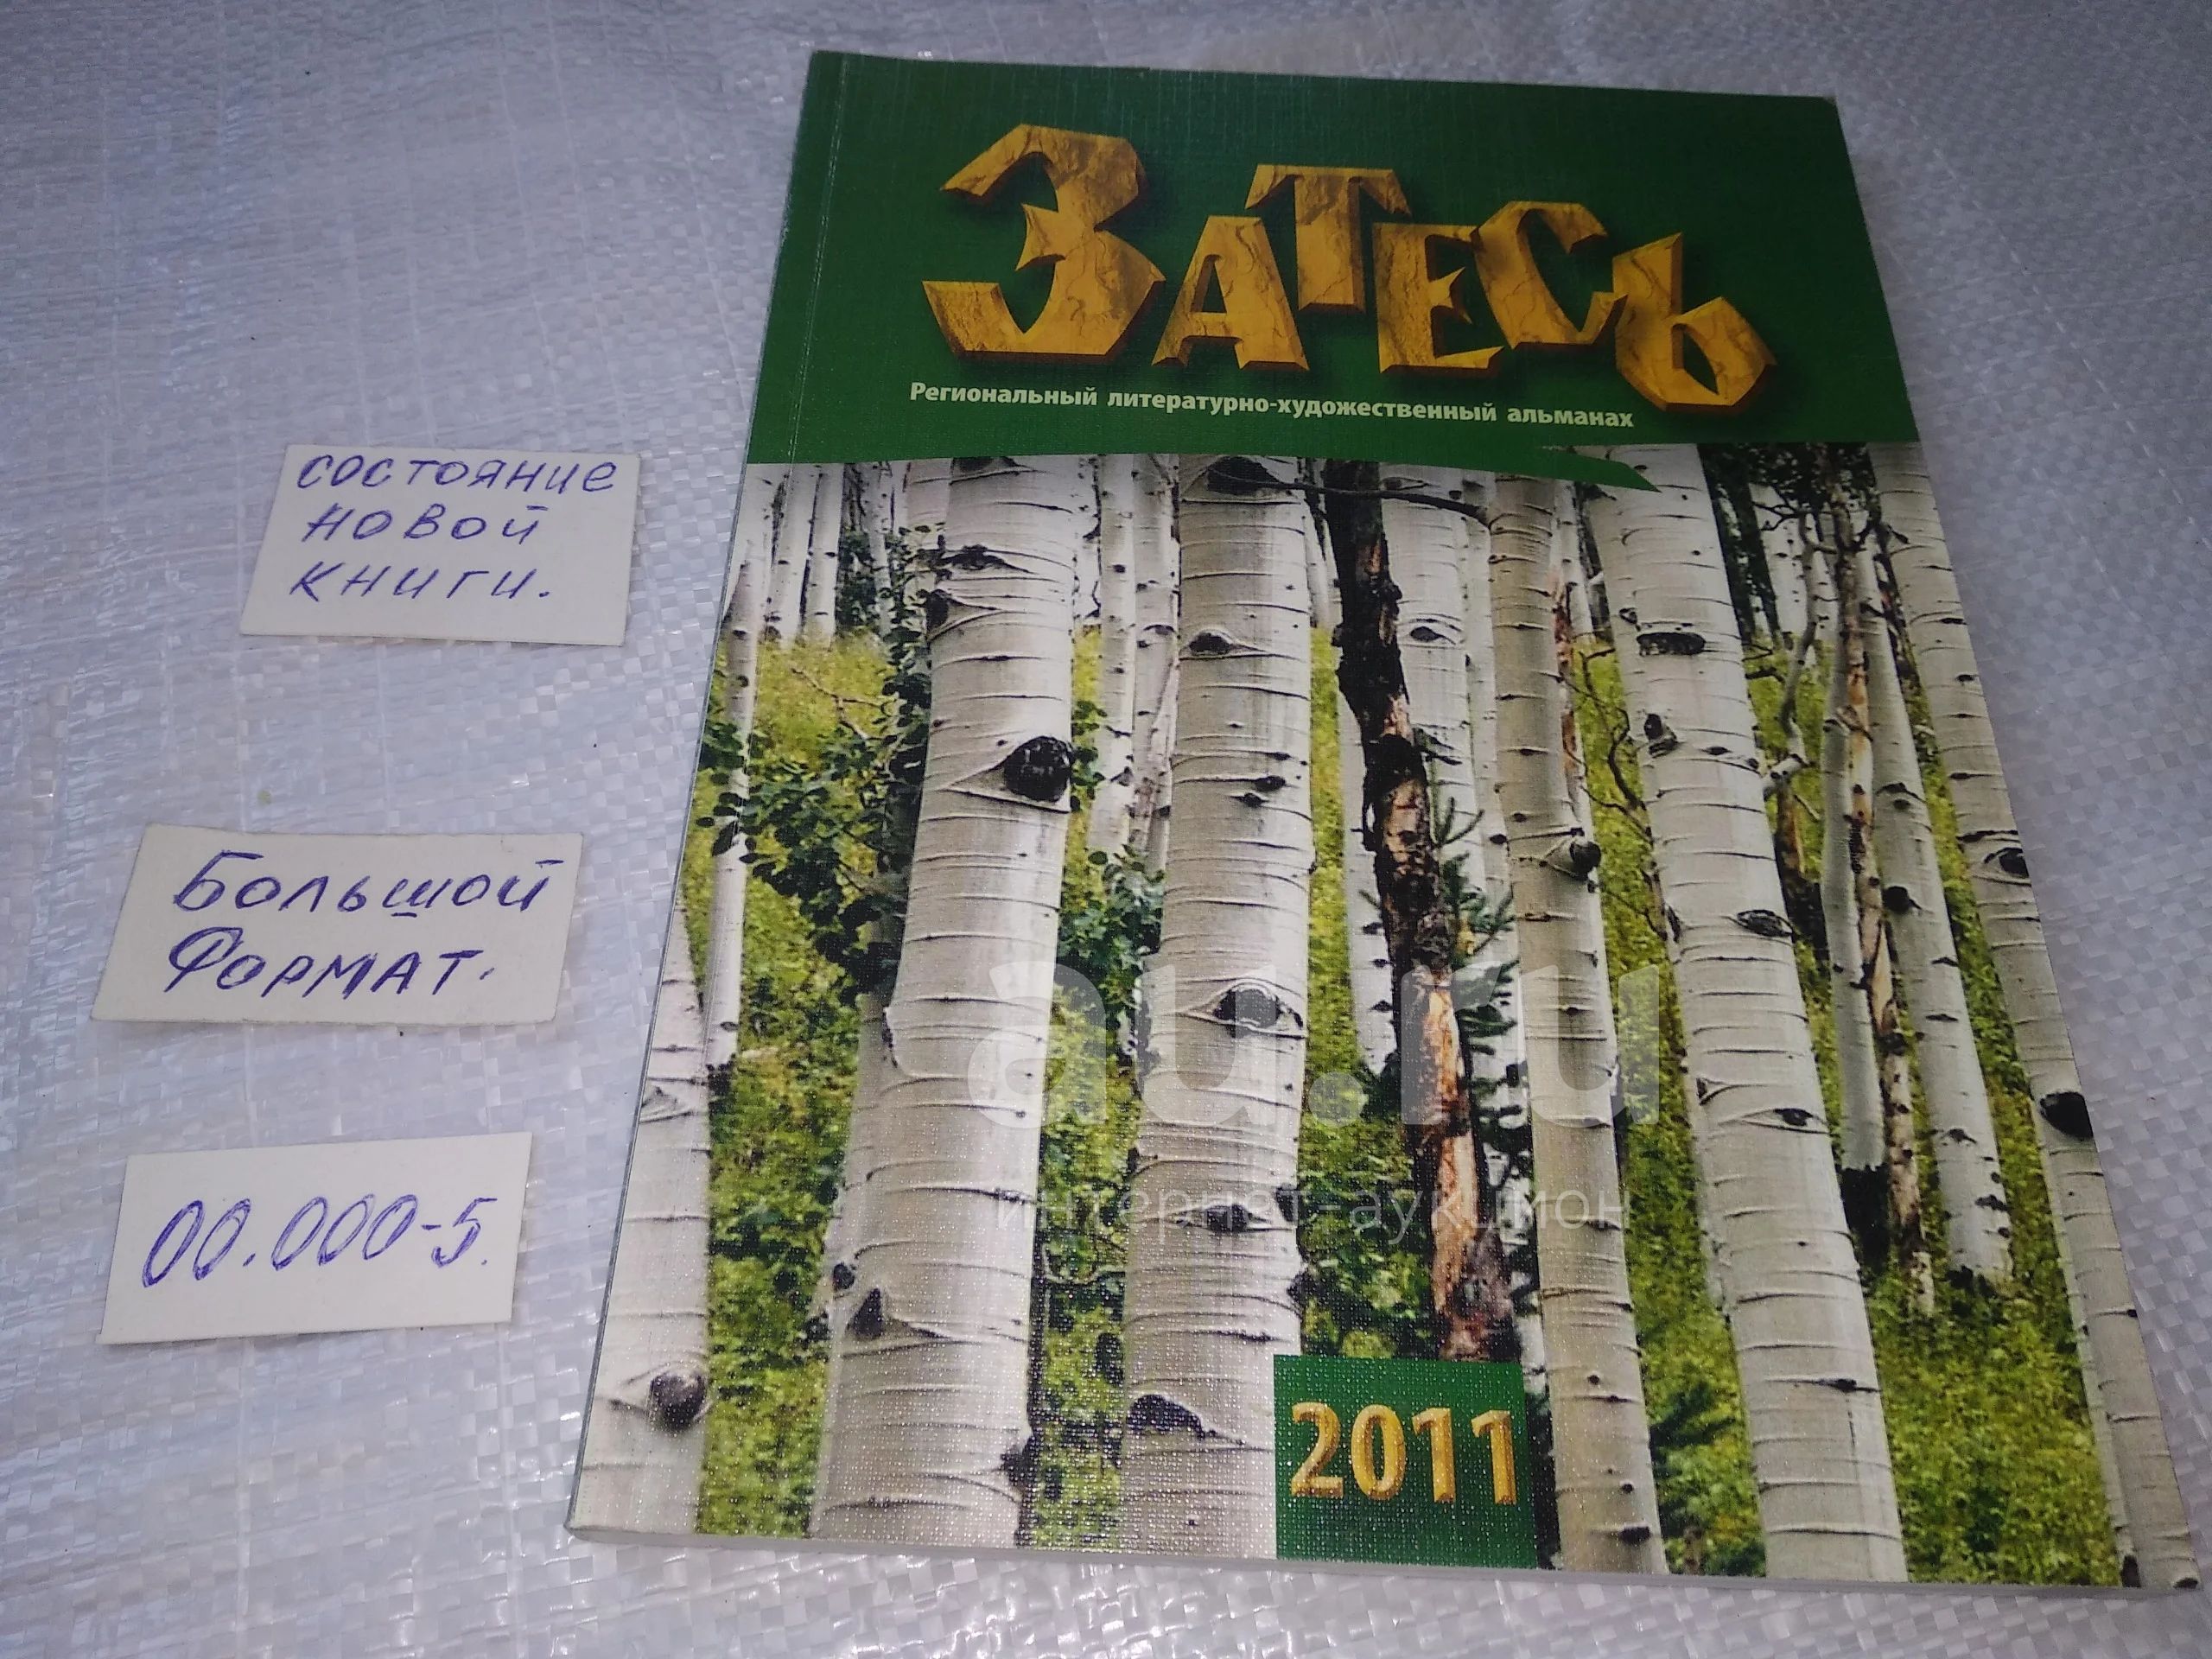 Затесь
Региональный литературно-художественный альманах
состояние
новой
книги.
Большой
Формат.
00.000-5.
au.ru
интернет-аукцион
2011